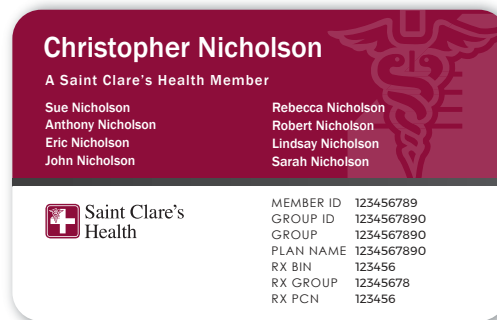 Christopher Nicholson
A Saint Clare's Health Member
Sue Nicholson
Anthony Nicholson
Eric Nicholson
John Nicholson
Rebecca Nicholson
Robert Nicholson
Lindsay Nicholson
Sarah Nicholson
Saint Clare's
Health
MEMBER ID 123456789
GROUP ID 1234567890
GROUP 1234567890
PLAN NAME 1234567890
RX BIN 123456
RX GROUP 12345678
RX PCN 123456